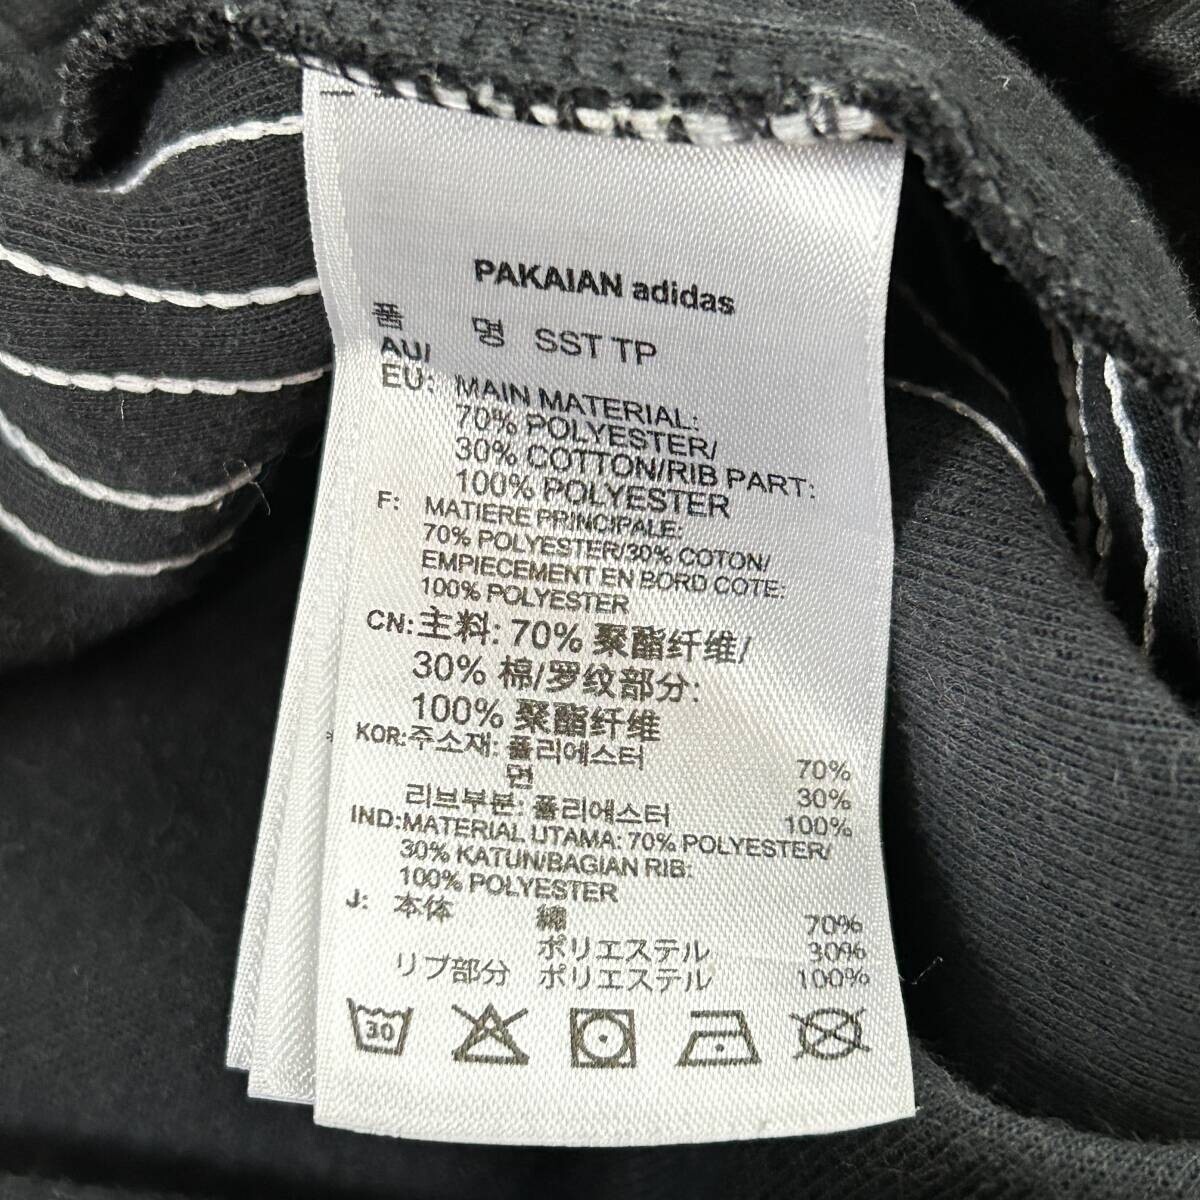 PAKAIAN adidas
품 명 SST TP
AU/
EU: MAIN MATERIAL:
70% POLYESTER/
30% COTTON/RIB PART:
100% POLYESTER
F: MATIERE PRINCIPALE:
70% POLYESTER/30% COTON/
EMPIECEMENT EN BORD COTE:
100% POLYESTER
CN: 主料: 70% 聚酯纤维/
30% 棉/罗纹部分:
100% 聚酯纤维
KOR: 주소재: 폴리에스터 70%
면 30%
리브부분: 폴리에스터 100%
IND: MATERIAL UTAMA: 70% POLYESTER/
30% KATUN/BAGIAN RIB:
100% POLYESTER
J: 本体 綿 70%
ポリエステル 30%
リブ部分 ポリエステル 100%
30